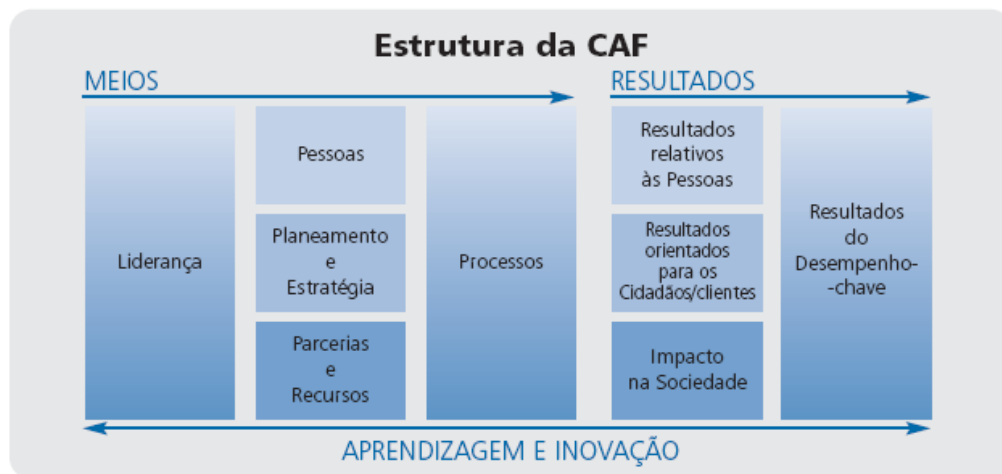 Estrutura da CAF
MEIOS
RESULTADOS
Liderança
Pessoas
Planeamento
e
Estratégia
Parcerias
e
Recursos
Processos
Resultados
relativos
às Pessoas
Resultados
orientados
para os
Cidadãos/clientes
Impacto
na Sociedade
Resultados
do
Desempenho-
-chave
APRENDIZAGEM E INOVAÇÃO